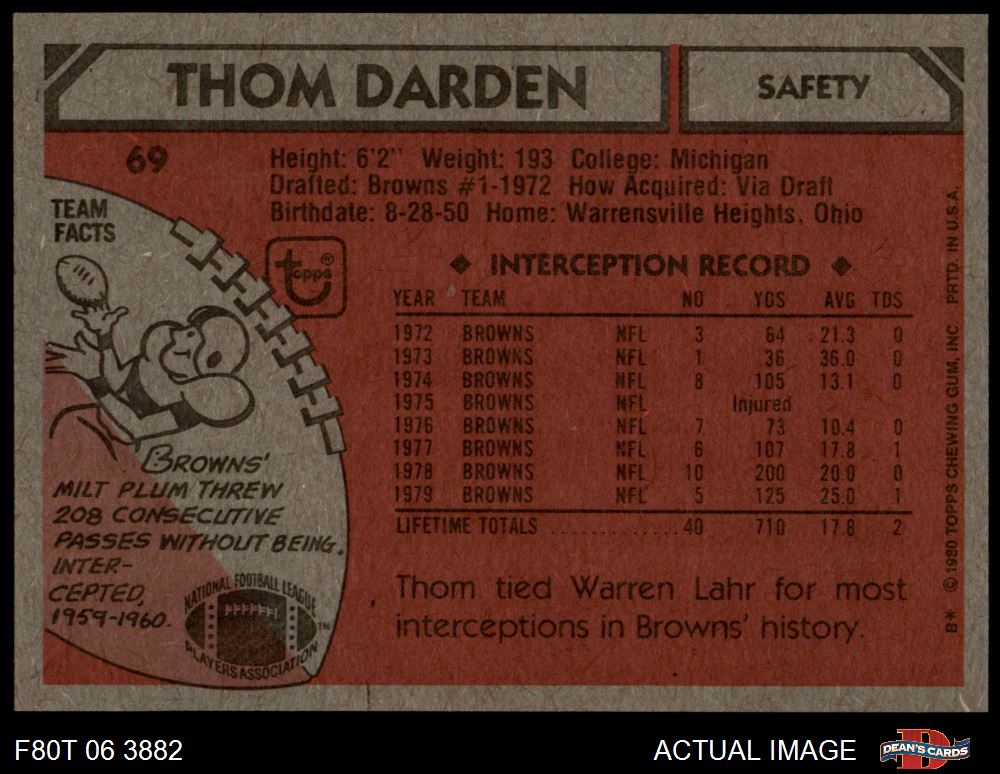 THOM DARDEN
SAFETY
69
Height: 6'2" Weight: 193 College: Michigan
Drafted: Browns #1-1972 How Acquired: Via Draft
Birthdate: 8-28-50 Home: Warrensville Heights, Ohio
TEAM
FACTS
topps®
◆ INTERCEPTION RECORD ◆
YEAR TEAM NO YDS AVG TDS
1972 BROWNS NFL 3 64 21.3 0
1973 BROWNS NFL 1 36 36.0 0
1974 BROWNS NFL 8 105 13.1 0
1975 BROWNS NFL Injured
1976 BROWNS NFL 7 73 10.4 0
1977 BROWNS NFL 6 107 17.8 1
1978 BROWNS NFL 10 200 20.0 0
1979 BROWNS NFL 5 125 25.0 1
LIFETIME TOTALS .............. 40 710 17.8 2
BROWNS'
MILT PLUM THREW
208 CONSECUTIVE
PASSES WITHOUT BEING
INTER-
CEPTED,
1959-1960.
NATIONAL FOOTBALL LEAGUE
PLAYERS ASSOCIATION
TM
Thom tied Warren Lahr for most
interceptions in Browns' history.
B* © 1980 TOPPS CHEWING GUM, INC. PRTD. IN U.S.A.
F80T 06 3882
ACTUAL IMAGE
DEAN'S CARDS